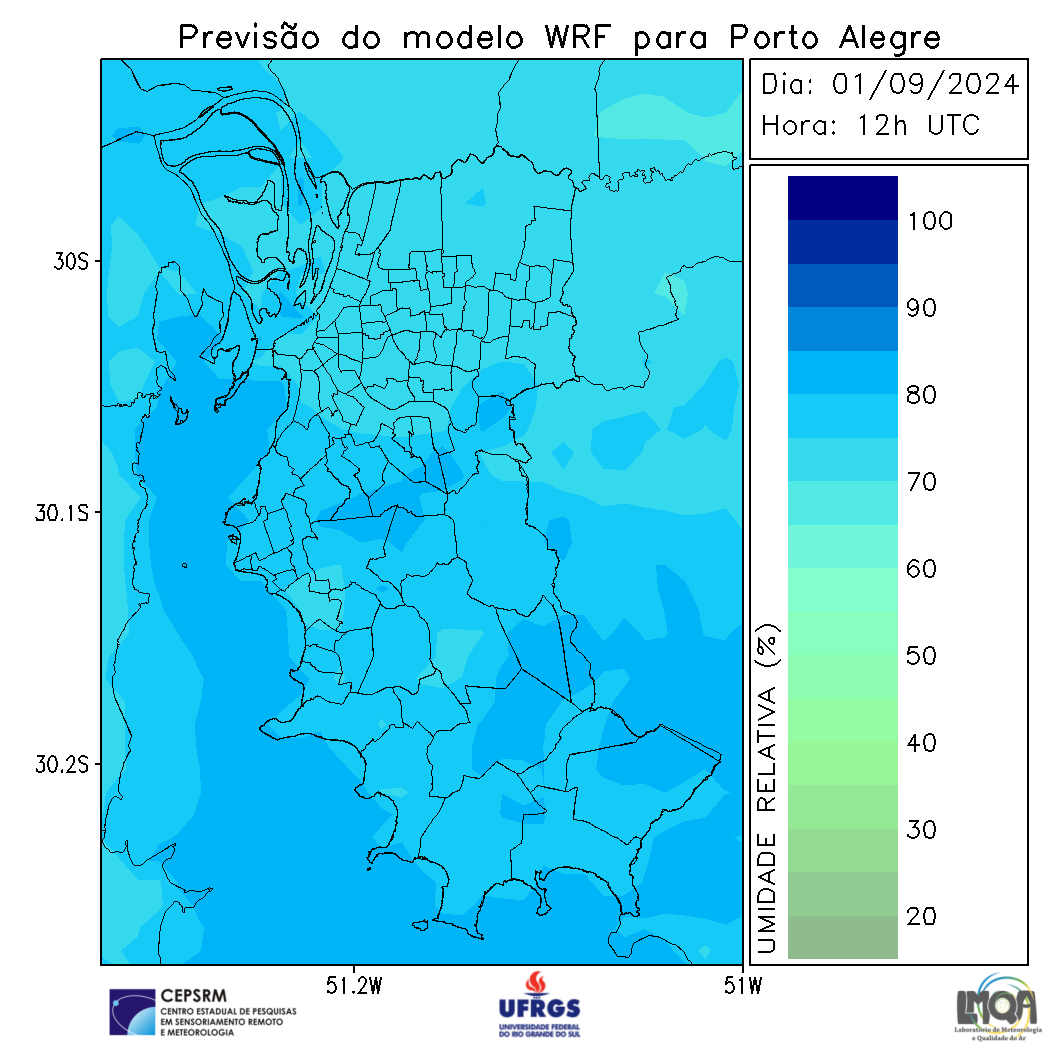 Previsão do modelo WRF para Porto Alegre
Dia: 01/09/2024
Hora: 12h UTC
30S
30.1S
30.2S
51.2W
51W
100
90
80
70
60
50
40
30
20
UMIDADE RELATIVA (%)
CEPSRM
CENTRO ESTADUAL DE PESQUISAS
EM SENSORIAMENTO REMOTO
E METEOROLOGIA
UFRGS
UNIVERSIDADE FEDERAL
DO RIO GRANDE DO SUL
LMQA
Laboratório de Meteorologia
e Qualidade do Ar